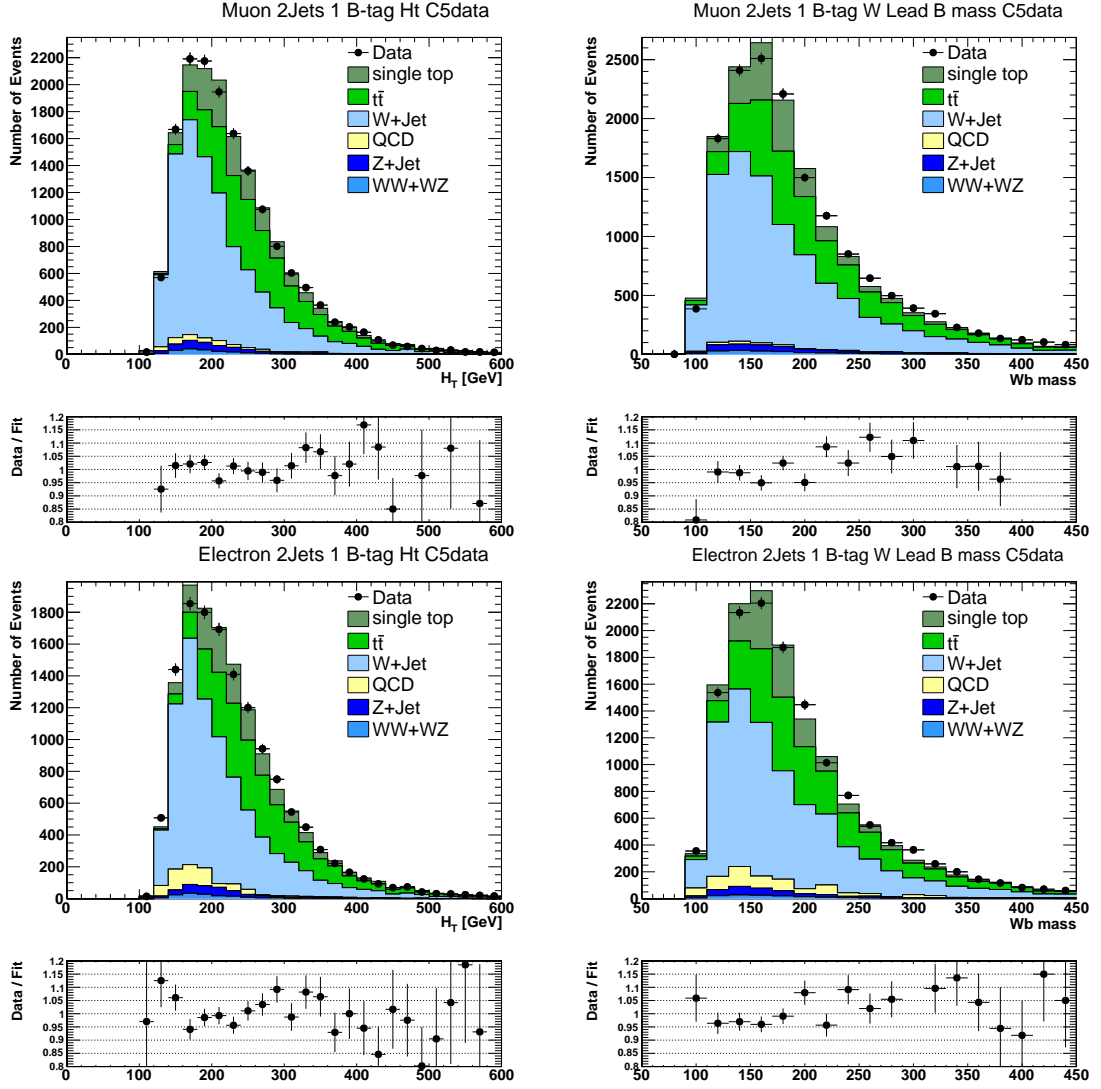 Muon 2Jets 1 B-tag Ht C5data
Number of Events
2200
2000
1800
1600
1400
1200
1000
800
600
400
200
0
Data
single top
tt̄
W+Jet
QCD
Z+Jet
WW+WZ
0 100 200 300 400 500 600
H_T [GeV]
Data / Fit
1.2
1.15
1.1
1.05
1
0.95
0.9
0.85
0.8
0 100 200 300 400 500 600
Muon 2Jets 1 B-tag W Lead B mass C5data
Number of Events
2500
2000
1500
1000
500
0
Data
single top
tt̄
W+Jet
QCD
Z+Jet
WW+WZ
50 100 150 200 250 300 350 400 450
Wb mass
Data / Fit
1.2
1.15
1.1
1.05
1
0.95
0.9
0.85
0.8
50 100 150 200 250 300 350 400 450
Electron 2Jets 1 B-tag Ht C5data
Number of Events
1800
1600
1400
1200
1000
800
600
400
200
0
Data
single top
tt̄
W+Jet
QCD
Z+Jet
WW+WZ
0 100 200 300 400 500 600
H_T [GeV]
Data / Fit
1.2
1.15
1.1
1.05
1
0.95
0.9
0.85
0.8
0 100 200 300 400 500 600
Electron 2Jets 1 B-tag W Lead B mass C5data
Number of Events
2200
2000
1800
1600
1400
1200
1000
800
600
400
200
0
Data
single top
tt̄
W+Jet
QCD
Z+Jet
WW+WZ
50 100 150 200 250 300 350 400 450
Wb mass
Data / Fit
1.2
1.15
1.1
1.05
1
0.95
0.9
0.85
0.8
50 100 150 200 250 300 350 400 450